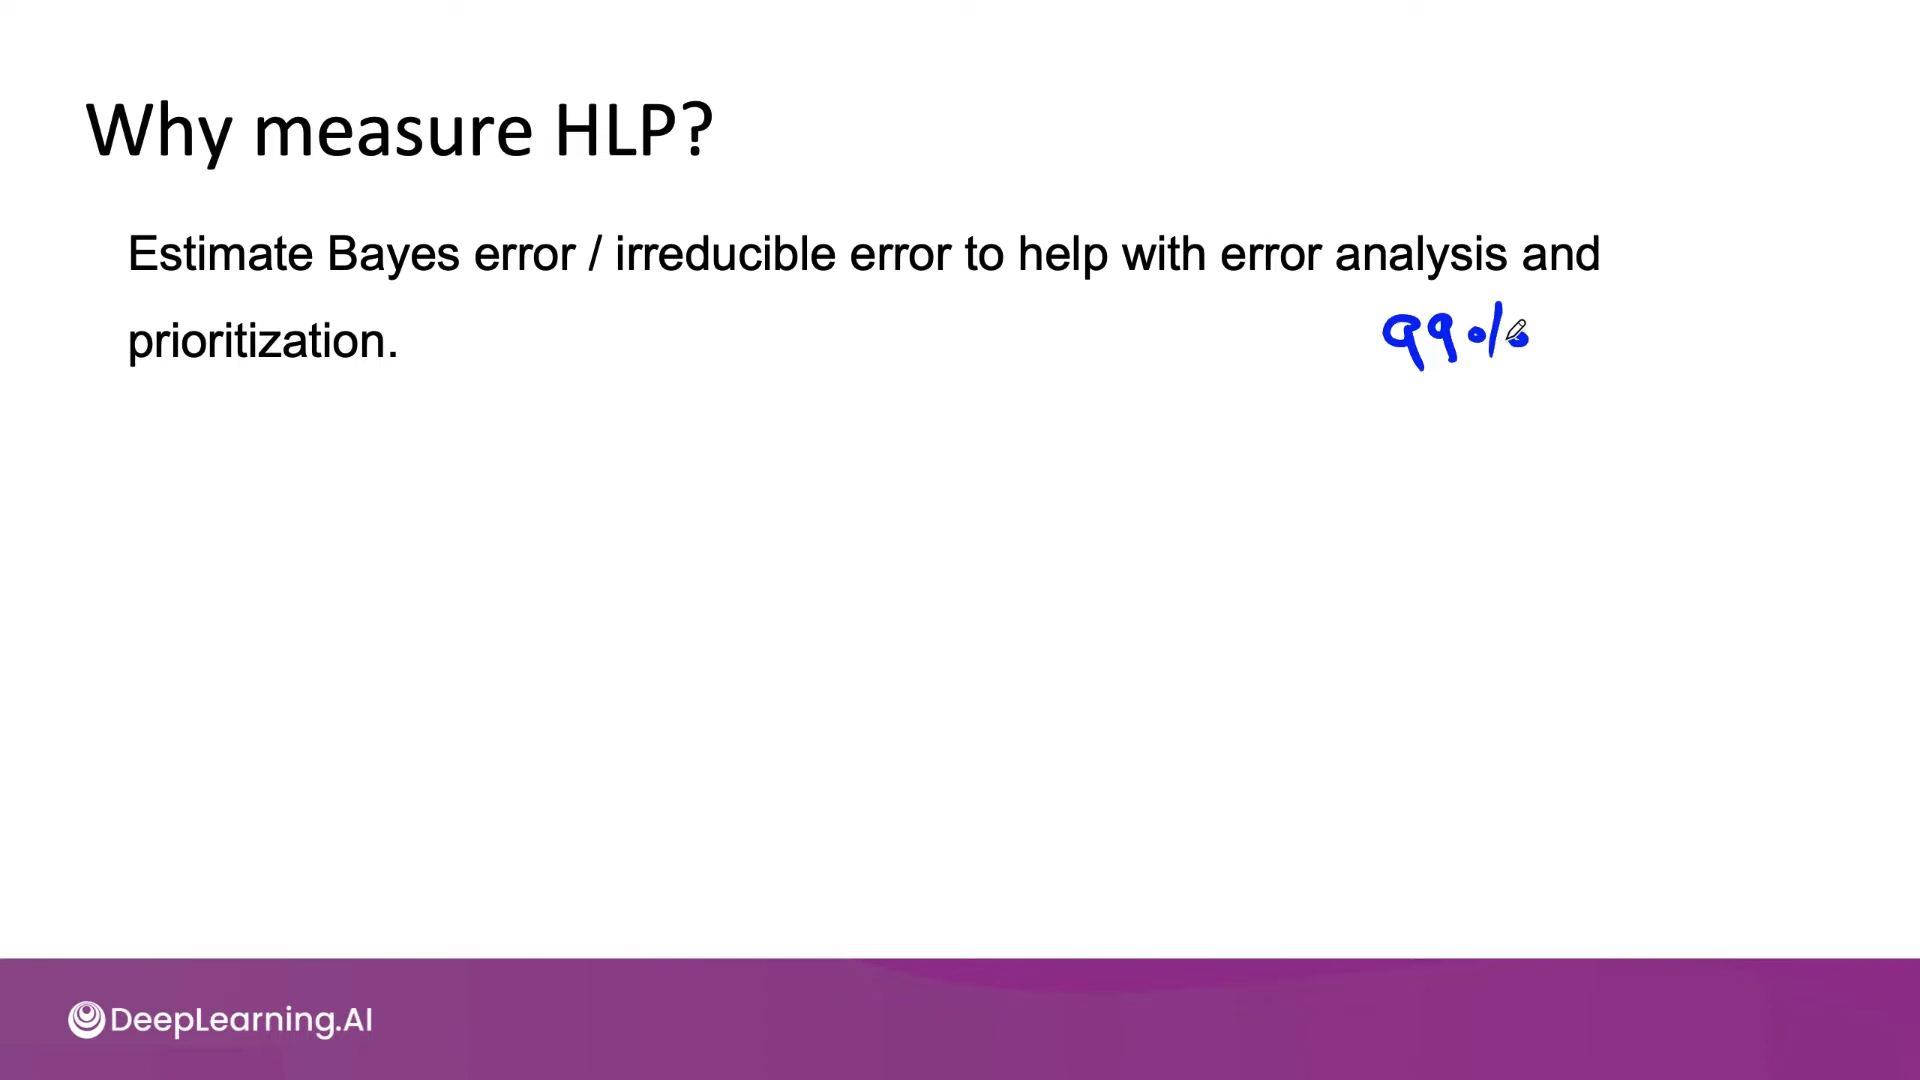 Why measure HLP?
Estimate Bayes error / irreducible error to help with error analysis and
prioritization.
99%
DeepLearning.AI